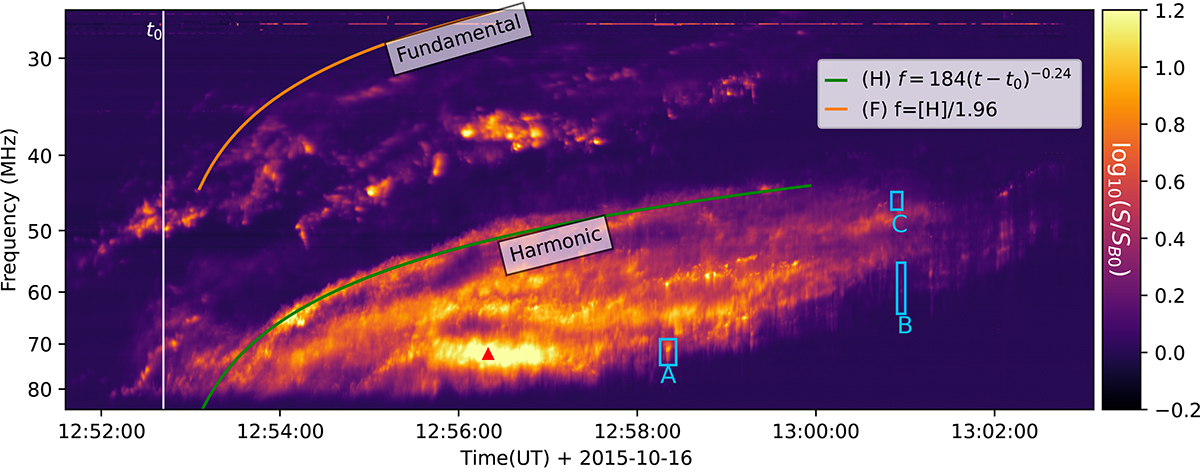 t₀
Fundamental
(H) f = 184(t − t₀)⁻⁰·²⁴
(F) f=[H]/1.96
Harmonic
A
B
C
30
40
50
60
70
80
Frequency (MHz)
12:52:00
12:54:00
12:56:00
12:58:00
13:00:00
13:02:00
Time(UT) + 2015-10-16
1.2
1.0
0.8
0.6
0.4
0.2
0.0
−0.2
log₁₀(S/S_B0)